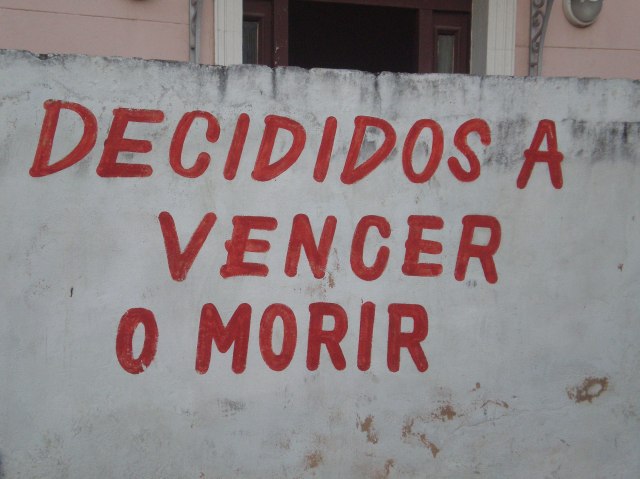 DECIDIDOS A
VENCER
O MORIR